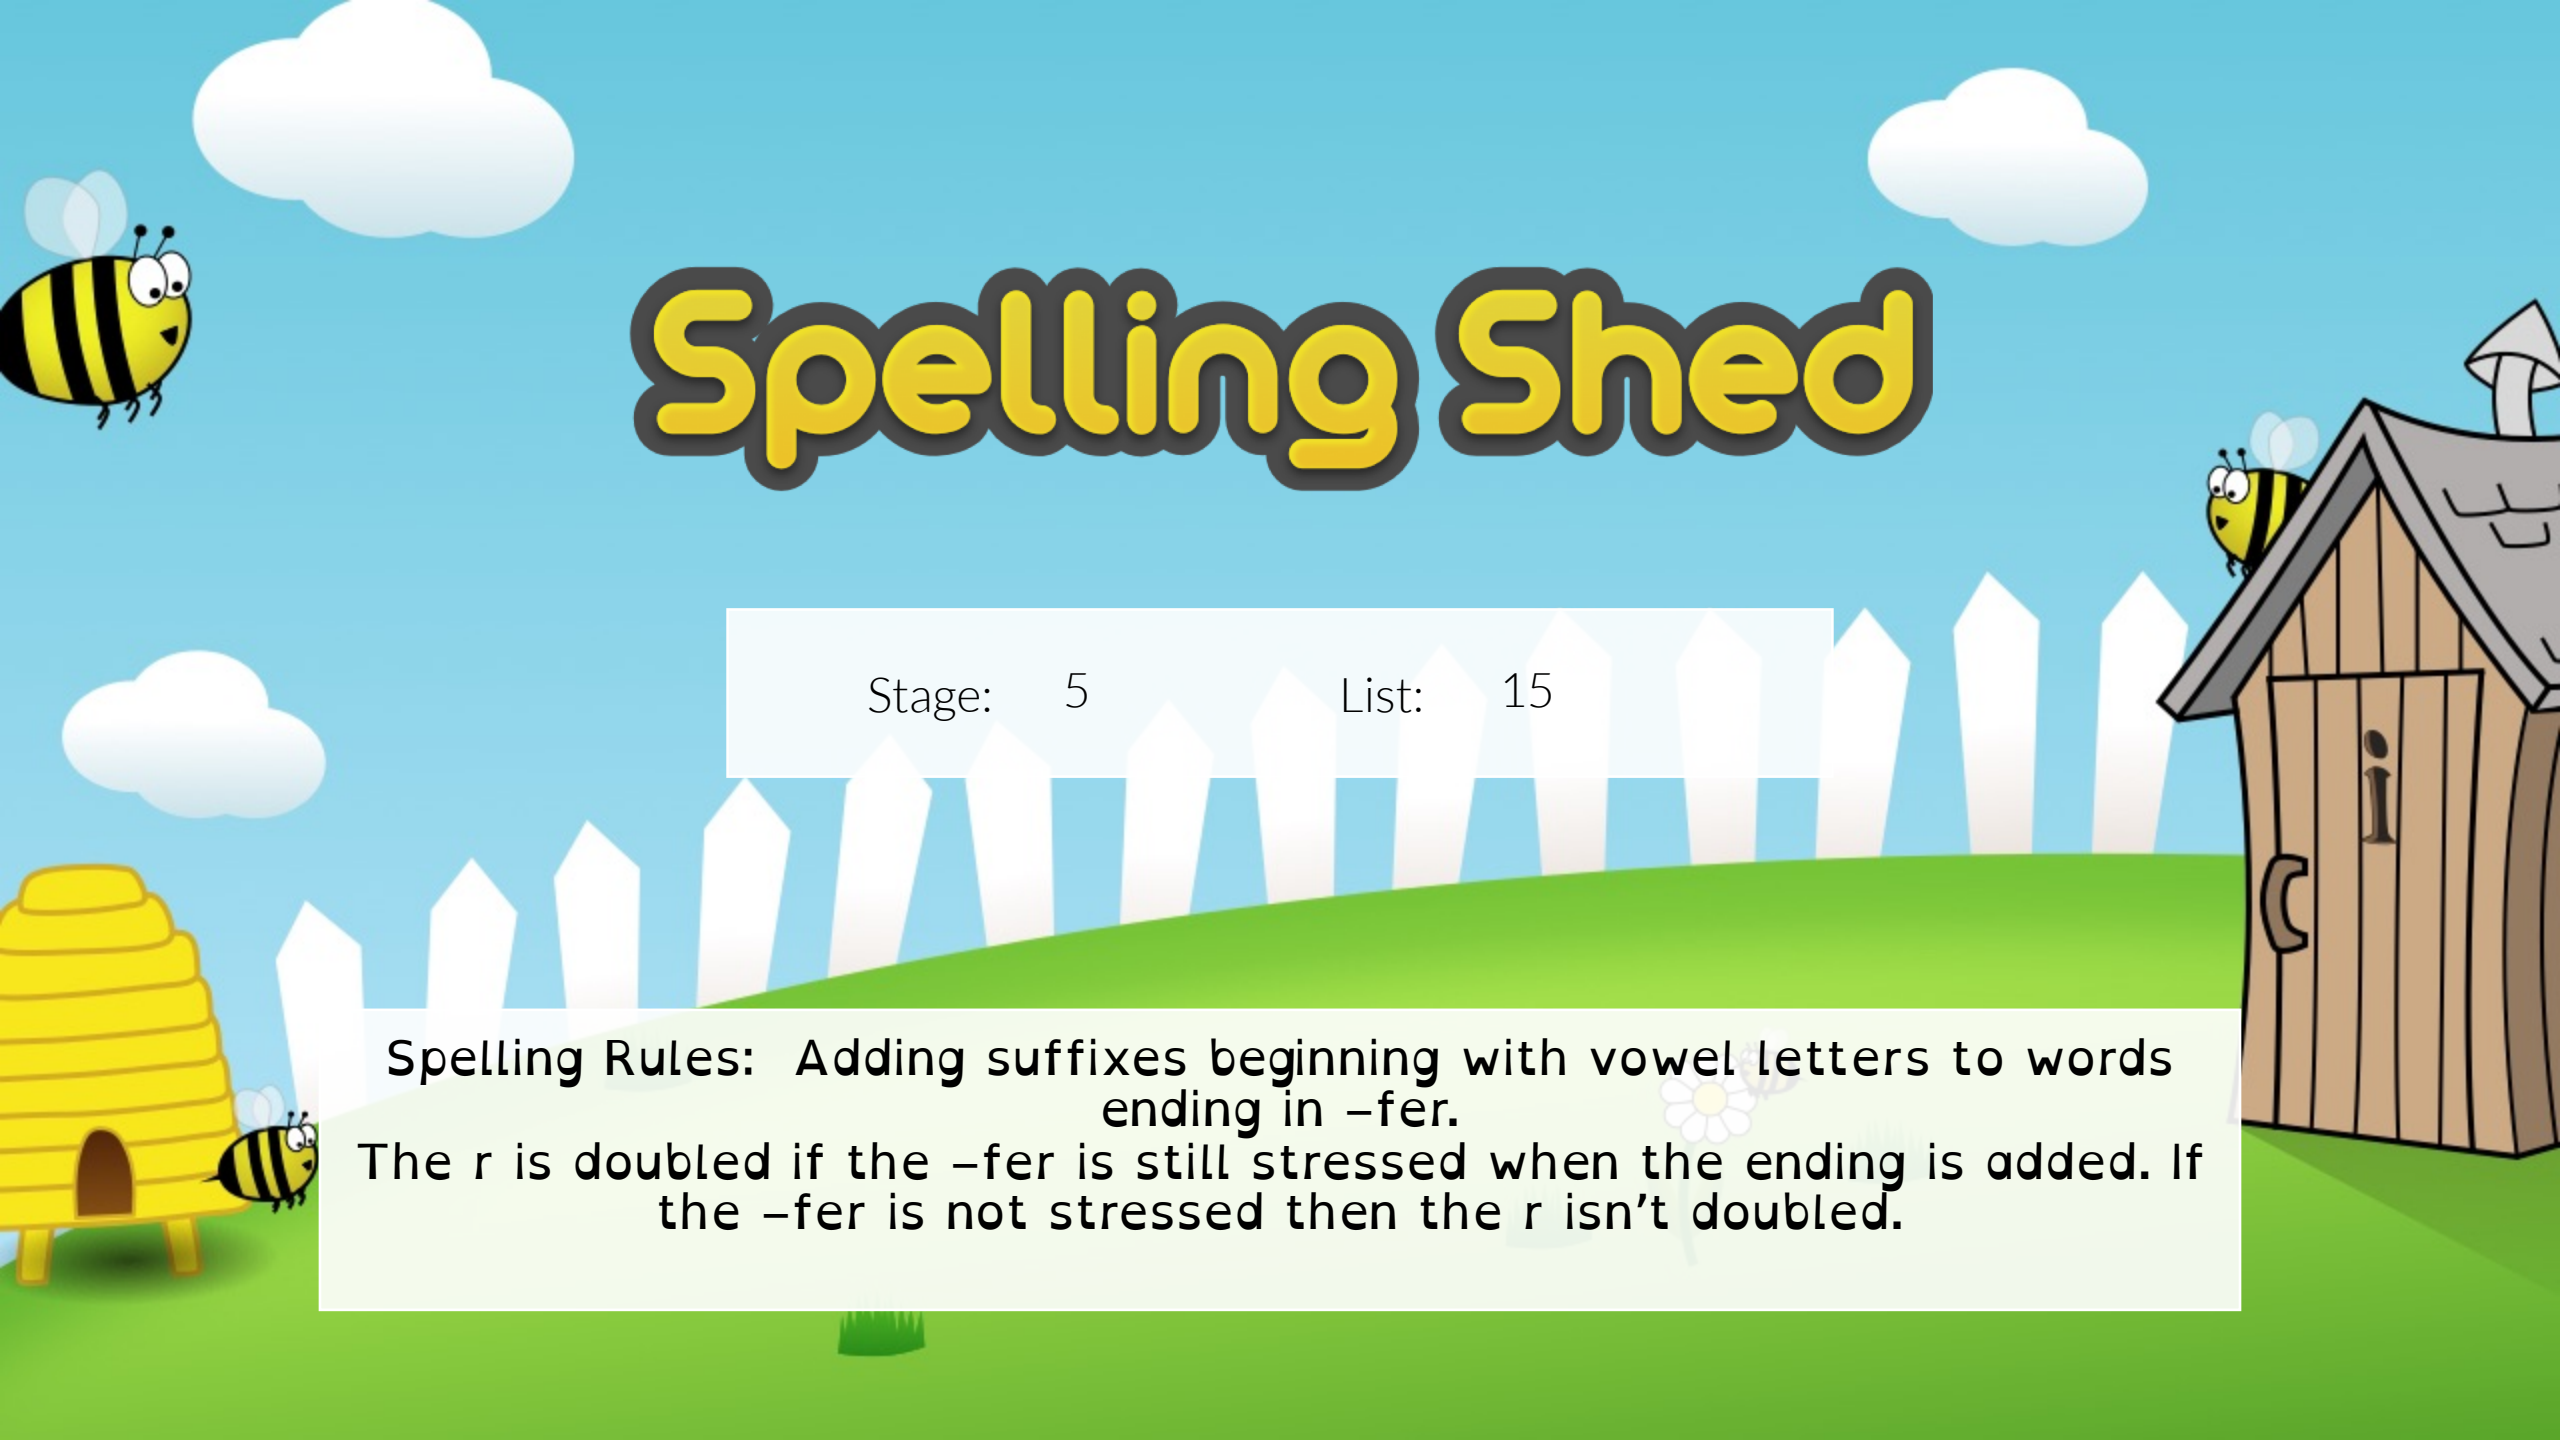 Spelling Shed
Stage: 5 List: 15
i
Spelling Rules: Adding suffixes beginning with vowel letters to words
ending in –fer.
The r is doubled if the –fer is still stressed when the ending is added. If
the –fer is not stressed then the r isn’t doubled.